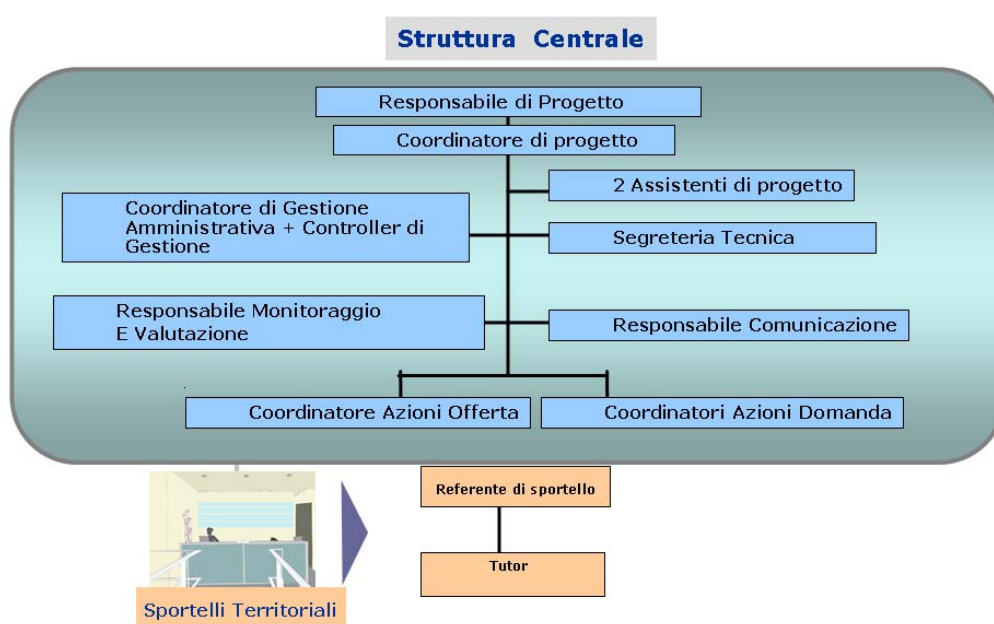 Struttura Centrale
Responsabile di Progetto
Coordinatore di progetto
2 Assistenti di progetto
Coordinatore di Gestione
Amministrativa + Controller di
Gestione
Segreteria Tecnica
Responsabile Monitoraggio
E Valutazione
Responsabile Comunicazione
Coordinatore Azioni Offerta
Coordinatori Azioni Domanda
Referente di sportello
Tutor
Sportelli Territoriali